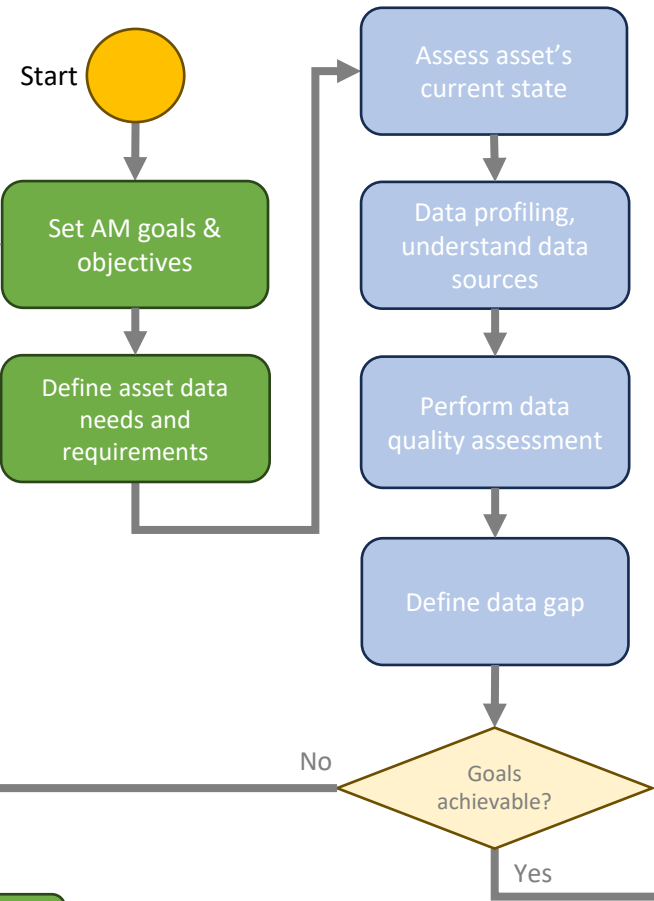 Start
Set AM goals &
objectives
Define asset data
needs and
requirements
Assess asset’s
current state
Data profiling,
understand data
sources
Perform data
quality assessment
Define data gap
Goals
achievable?
No
Yes